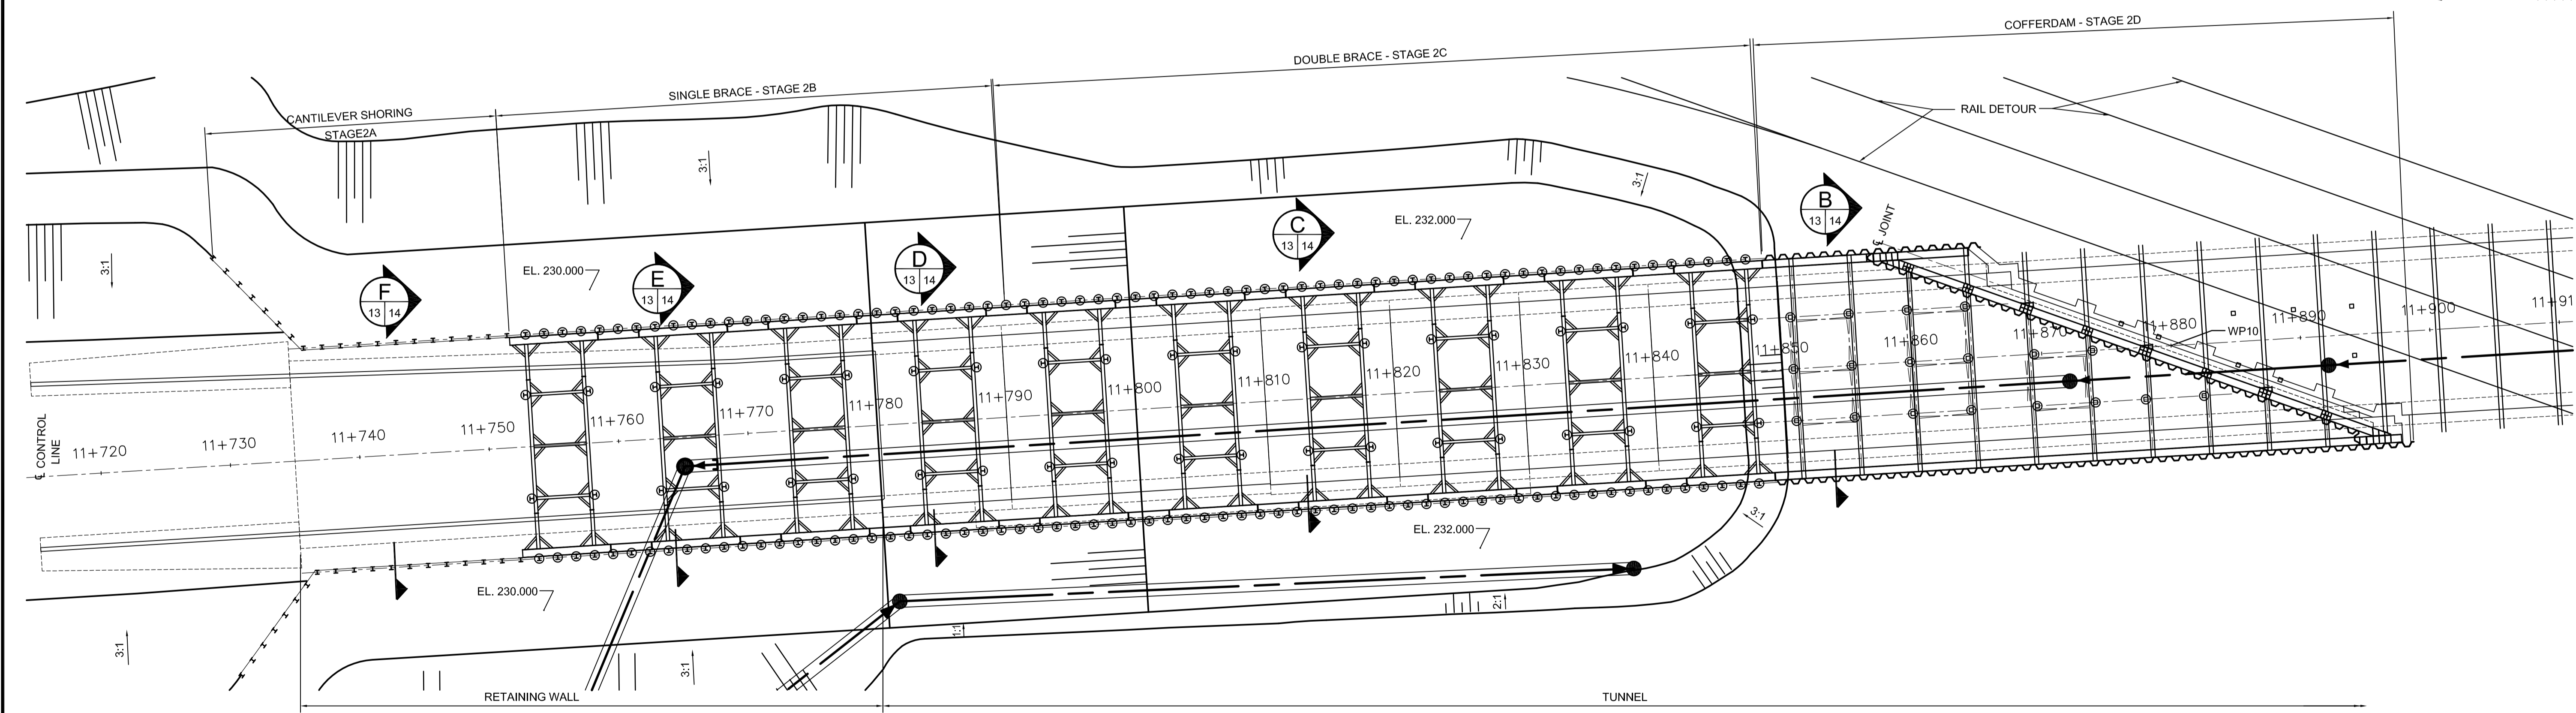 COFFERDAM - STAGE 2D
DOUBLE BRACE - STAGE 2C
SINGLE BRACE - STAGE 2B
CANTILEVER SHORING
STAGE2A
RAIL DETOUR
3:1
3:1
3:1
B
13 14
C
13 14
D
13 14
E
13 14
F
13 14
EL. 232.000
EL. 230.000
℄ JOINT
WP10
℄ CONTROL
LINE
11+720
11+730
11+740
11+750
11+760
11+770
11+780
11+790
11+800
11+810
11+820
11+830
11+840
11+850
11+860
11+870
11+880
11+890
11+900
EL. 232.000
EL. 230.000
3:1
2:1
1:1
3:1
3:1
RETAINING WALL
TUNNEL